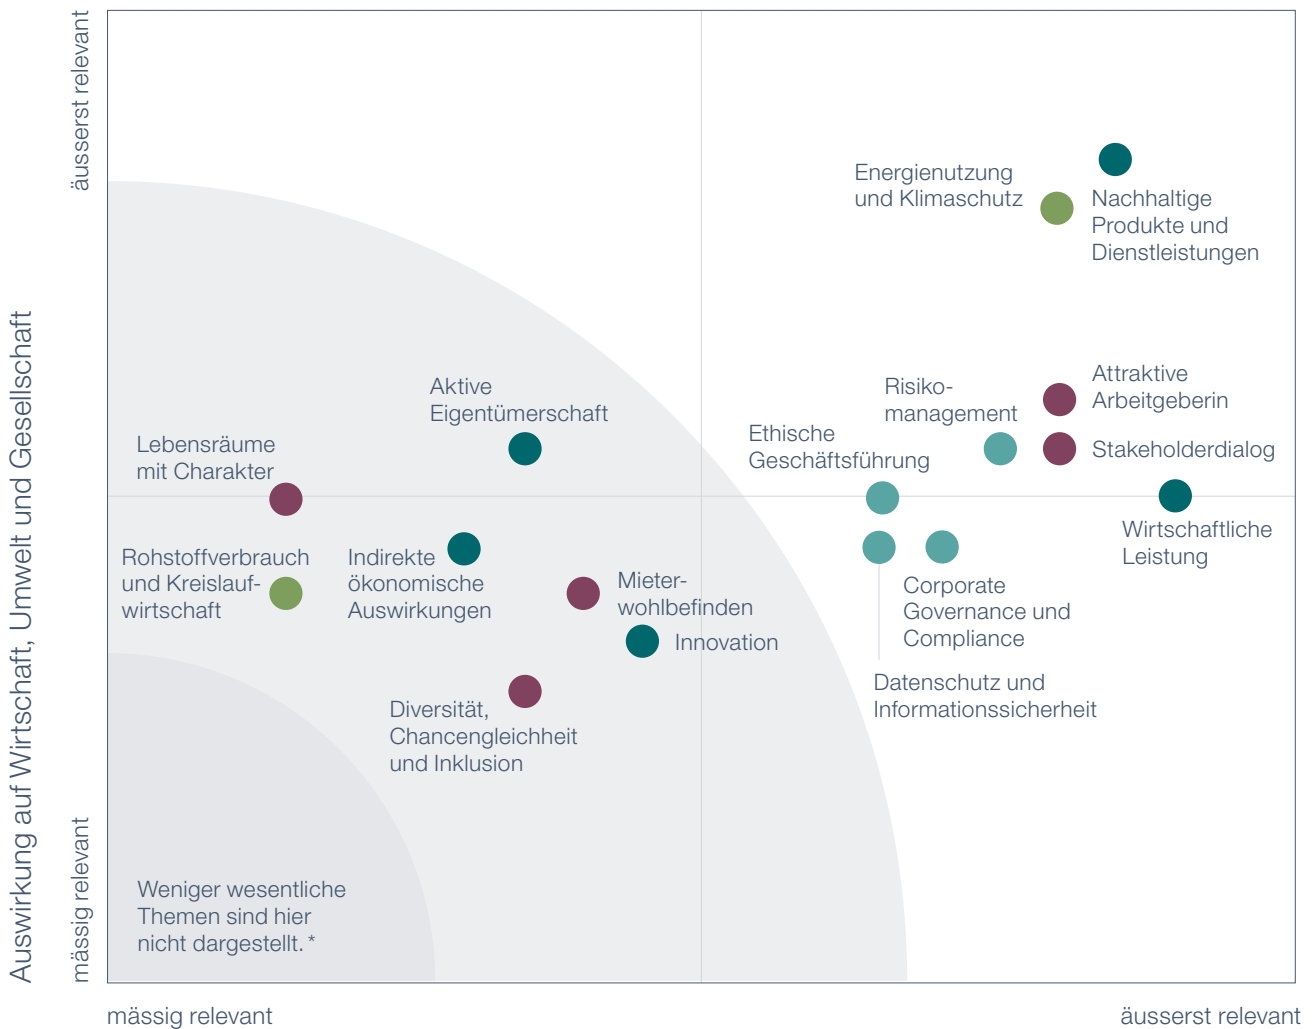 Auswirkung auf Wirtschaft, Umwelt und Gesellschaft
äusserst relevant
mässig relevant
Energienutzung
und Klimaschutz
Nachhaltige
Produkte und
Dienstleistungen
Aktive
Eigentümerschaft
Risiko-
management
Attraktive
Arbeitgeberin
Lebensräume
mit Charakter
Ethische
Geschäftsführung
Stakeholderdialog
Wirtschaftliche
Leistung
Rohstoffverbrauch
und Kreislauf-
wirtschaft
Indirekte
ökonomische
Auswirkungen
Mieter-
wohlbefinden
Innovation
Corporate
Governance und
Compliance
Datenschutz und
Informationssicherheit
Diversität,
Chancengleichheit
und Inklusion
Weniger wesentliche
Themen sind hier
nicht dargestellt. *
mässig relevant
äusserst relevant